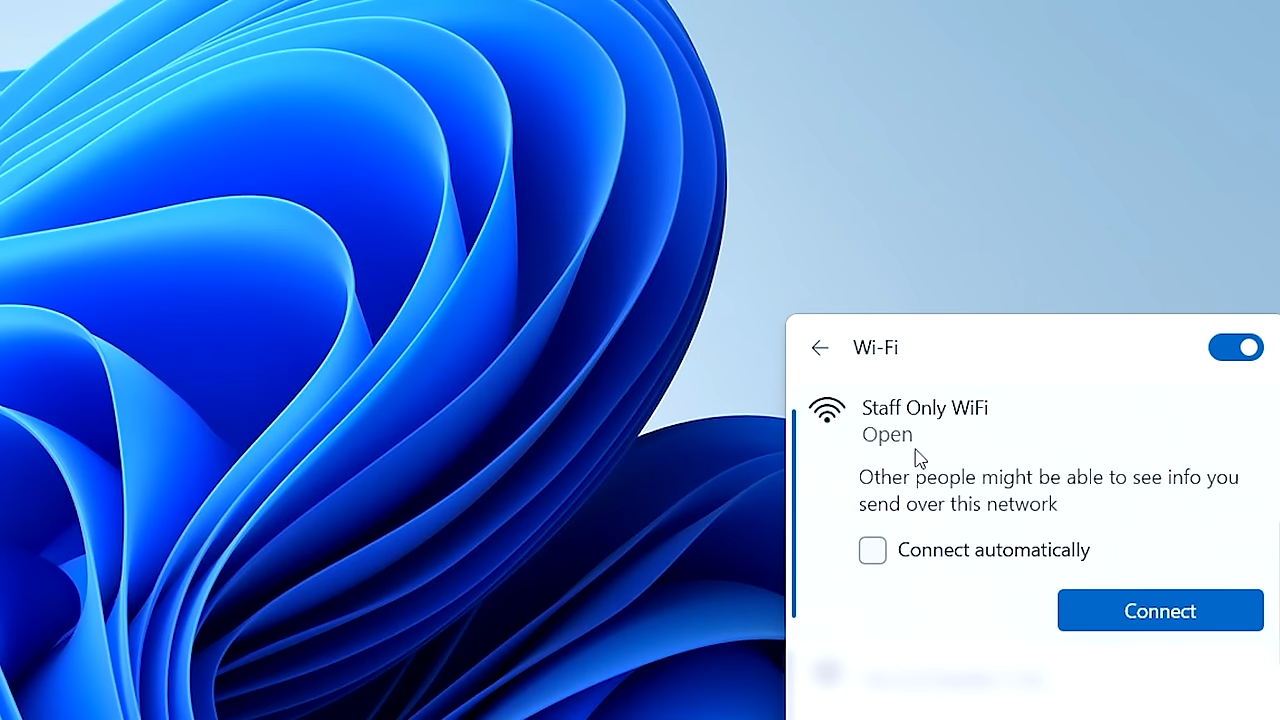 Wi-Fi
Staff Only WiFi
Open
Other people might be able to see info you
send over this network
Connect automatically
Connect